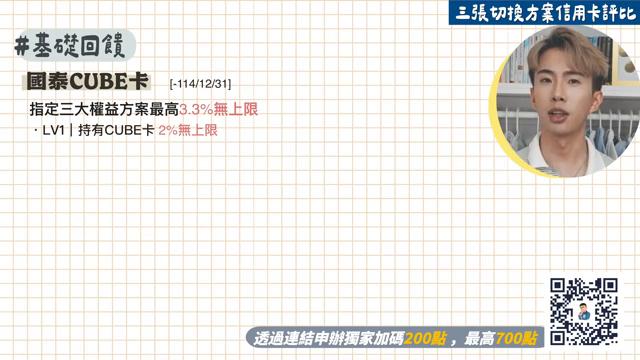 三張切換方案信用卡評比
#基礎回饋
國泰CUBE卡 [-114/12/31]
指定三大權益方案最高3.3%無上限
·LV1｜持有CUBE卡 2%無上限
透過連結申辦獨家加碼200點，最高700點